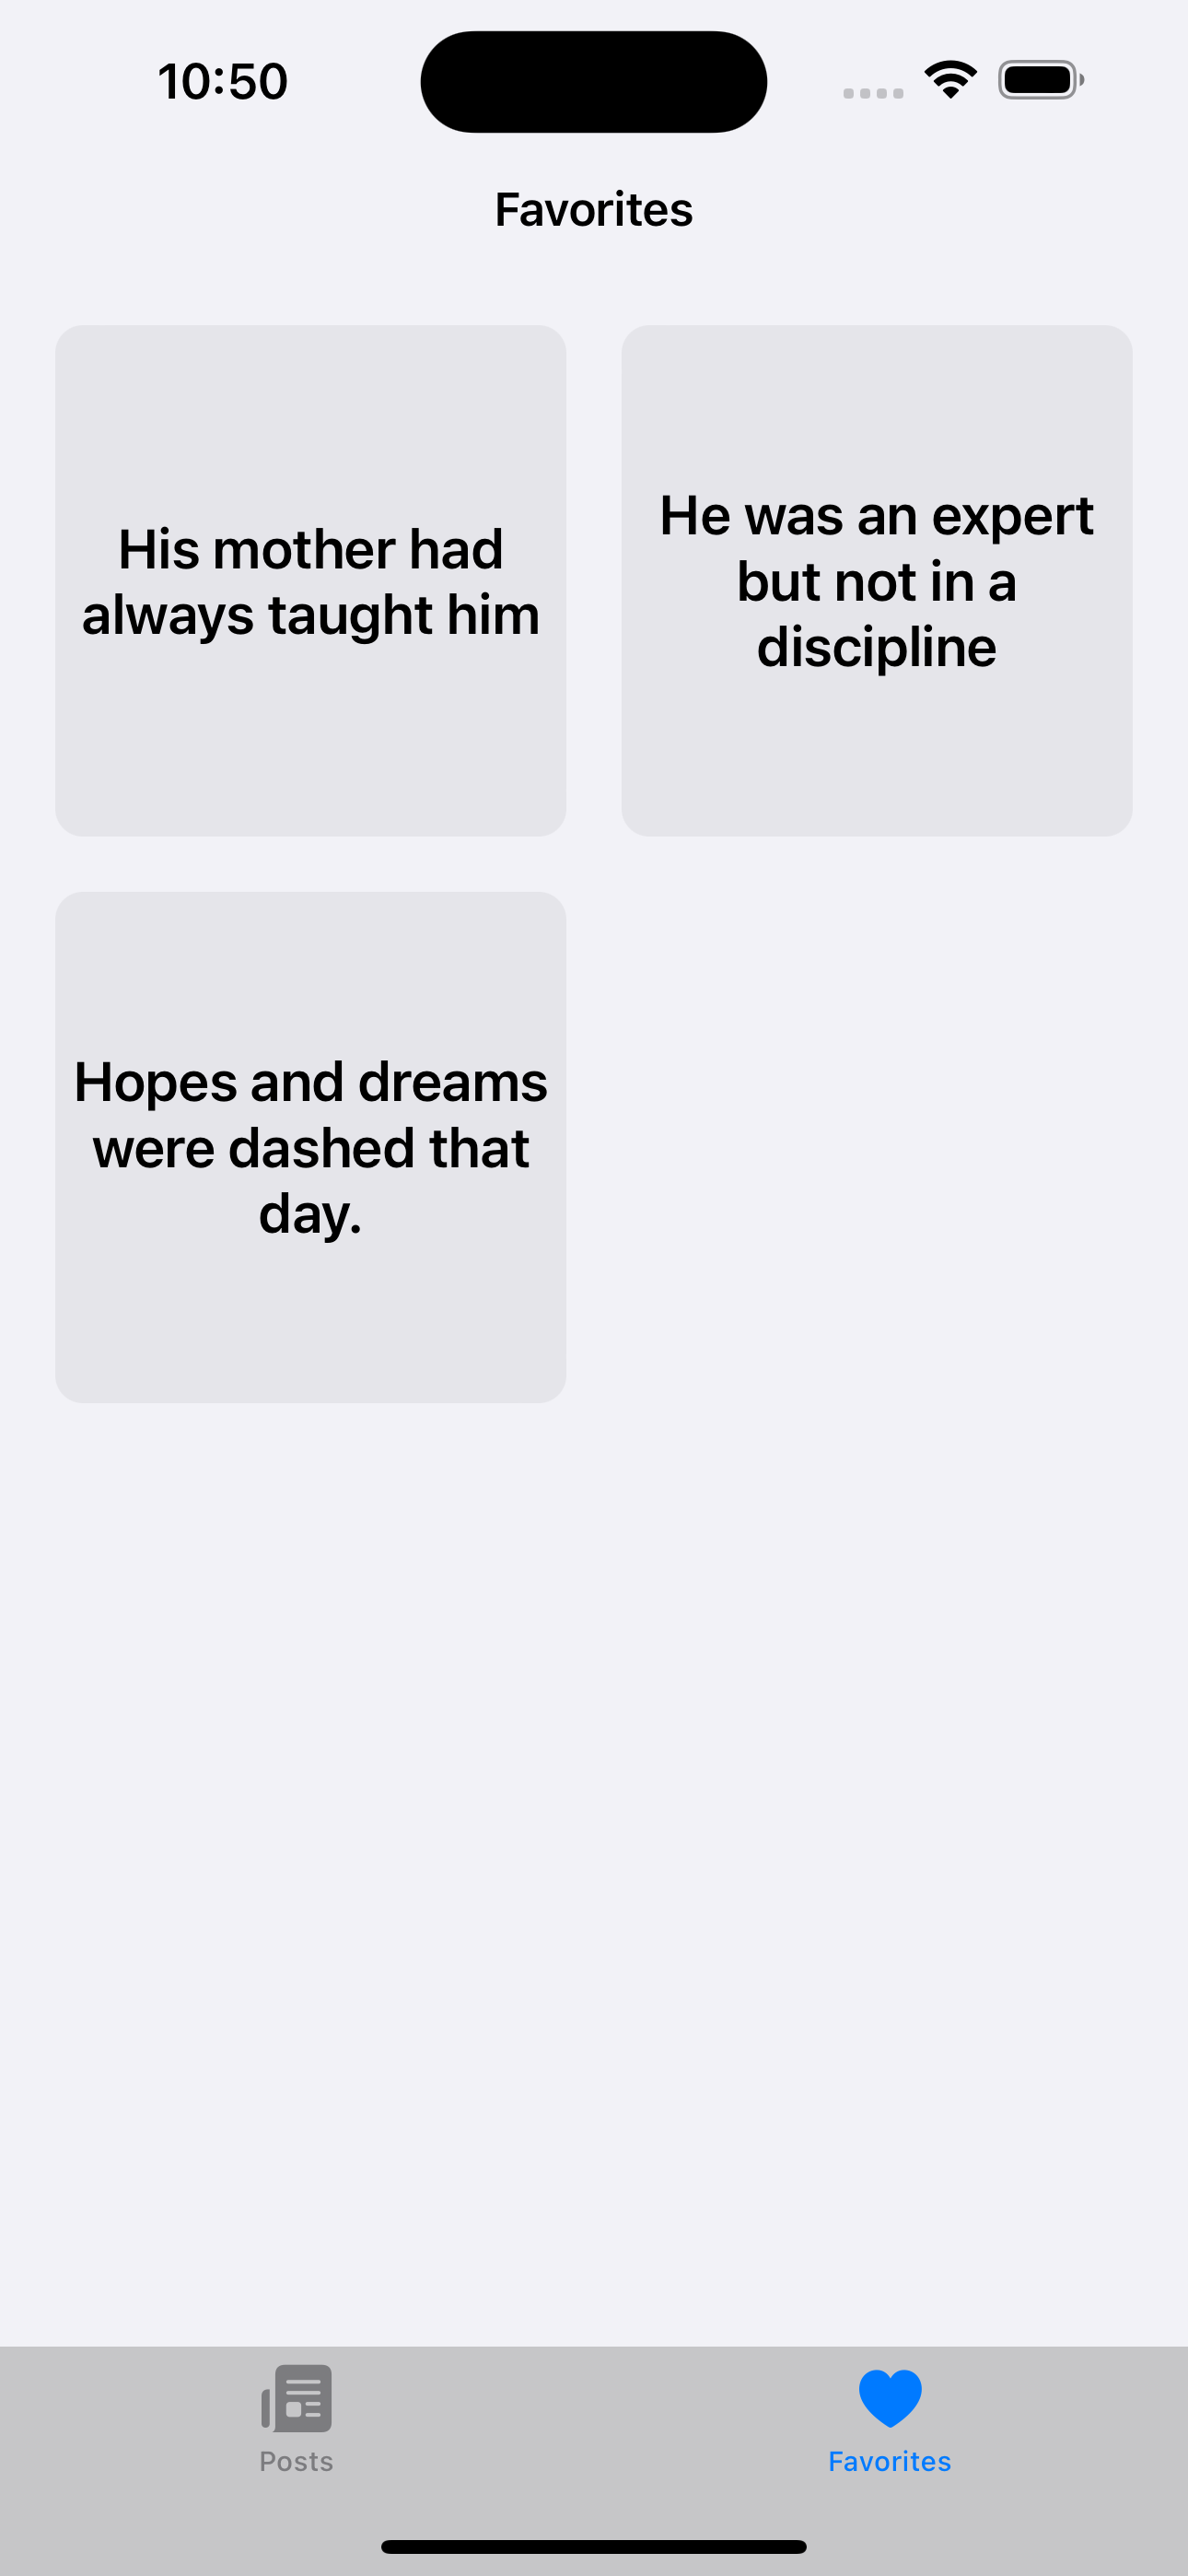 10:50
Favorites
His mother had
always taught him
He was an expert
but not in a
discipline
Hopes and dreams
were dashed that
day.
Posts
Favorites